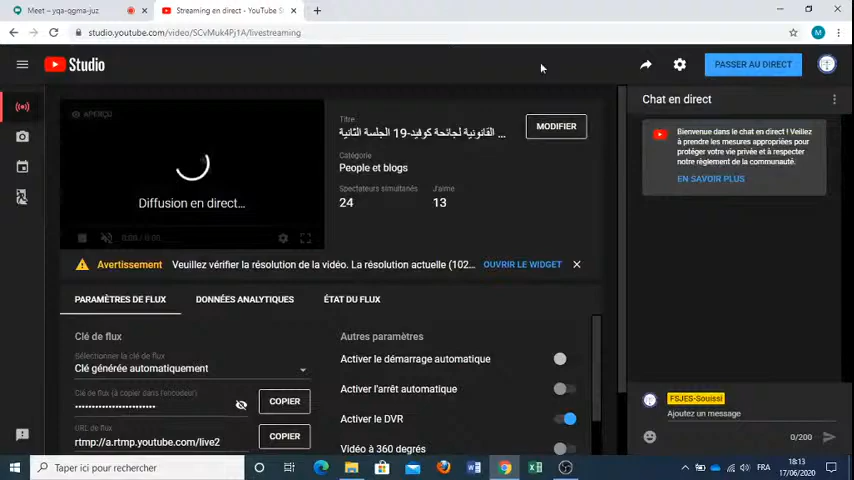 Meet – yqa-qgma-juz
Streaming en direct - YouTube S
studio.youtube.com/video/SCvMuk4Pj1A/livestreaming
M
Studio
PASSER AU DIRECT
APERÇU
Diffusion en direct...
0:00 / 0:00
Titre
القانونية لجائحة كوفيد-19 الجلسة الثانية ...
MODIFIER
Catégorie
People et blogs
Spectateurs simultanés
J'aime
24
13
Avertissement
Veuillez vérifier la résolution de la vidéo. La résolution actuelle (102...
OUVRIR LE WIDGET
PARAMÈTRES DE FLUX
DONNÉES ANALYTIQUES
ÉTAT DU FLUX
Clé de flux
Sélectionner la clé de flux
Clé générée automatiquement
Clé de flux (à copier dans l'encodeur)
COPIER
URL de flux
rtmp://a.rtmp.youtube.com/live2
COPIER
Autres paramètres
Activer le démarrage automatique
Activer l'arrêt automatique
Activer le DVR
Vidéo à 360 degrés
Chat en direct
Bienvenue dans le chat en direct ! Veillez
à prendre les mesures appropriées pour
protéger votre vie privée et à respecter
notre règlement de la communauté.
EN SAVOIR PLUS
FSJES-Souissi
Ajoutez un message
0/200
Taper ici pour rechercher
FRA
18:13
17/06/2020